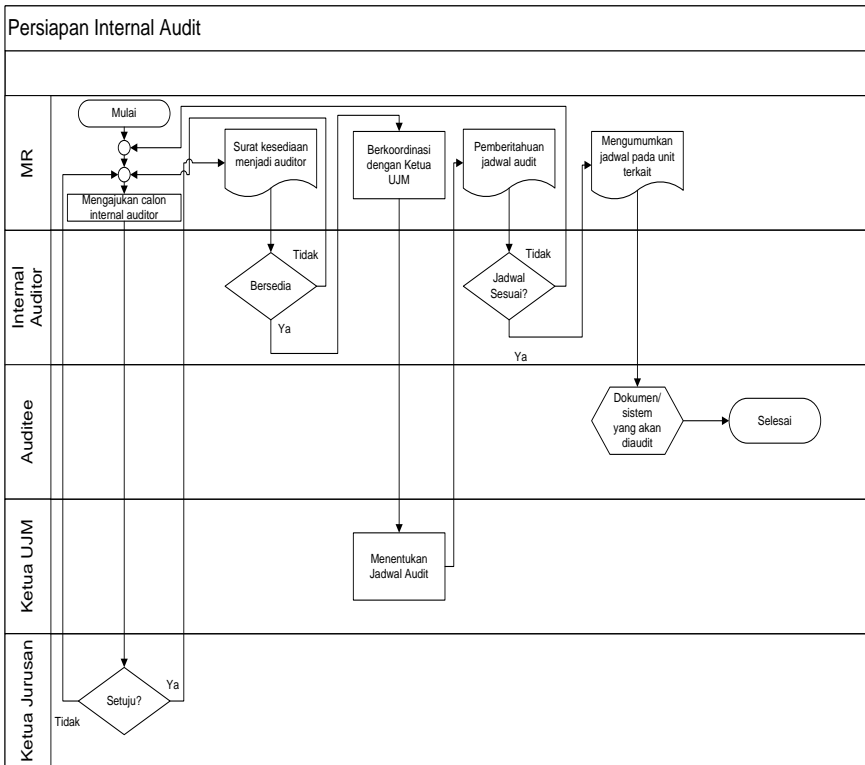 Persiapan Internal Audit
MR
Mulai
Mengajukan calon
internal auditor
Surat kesediaan
menjadi auditor
Berkoordinasi
dengan Ketua
UJM
Pemberitahuan
jadwal audit
Mengumumkan
jadwal pada unit
terkait
Internal
Auditor
Bersedia
Tidak
Ya
Jadwal
Sesuai?
Tidak
Ya
Auditee
Dokumen/
sistem
yang akan
diaudit
Selesai
Ketua UJM
Menentukan
Jadwal Audit
Ketua Jurusan
Setuju?
Ya
Tidak